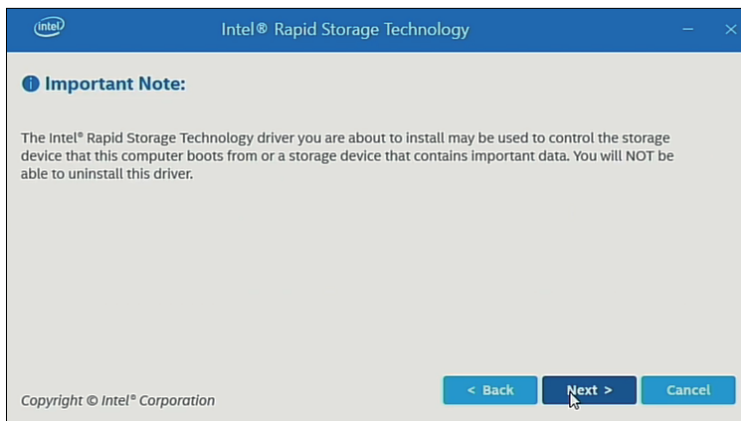 intel
Intel® Rapid Storage Technology
Important Note:
The Intel® Rapid Storage Technology driver you are about to install may be used to control the storage
device that this computer boots from or a storage device that contains important data. You will NOT be
able to uninstall this driver.
< Back
Next >
Cancel
Copyright © Intel® Corporation